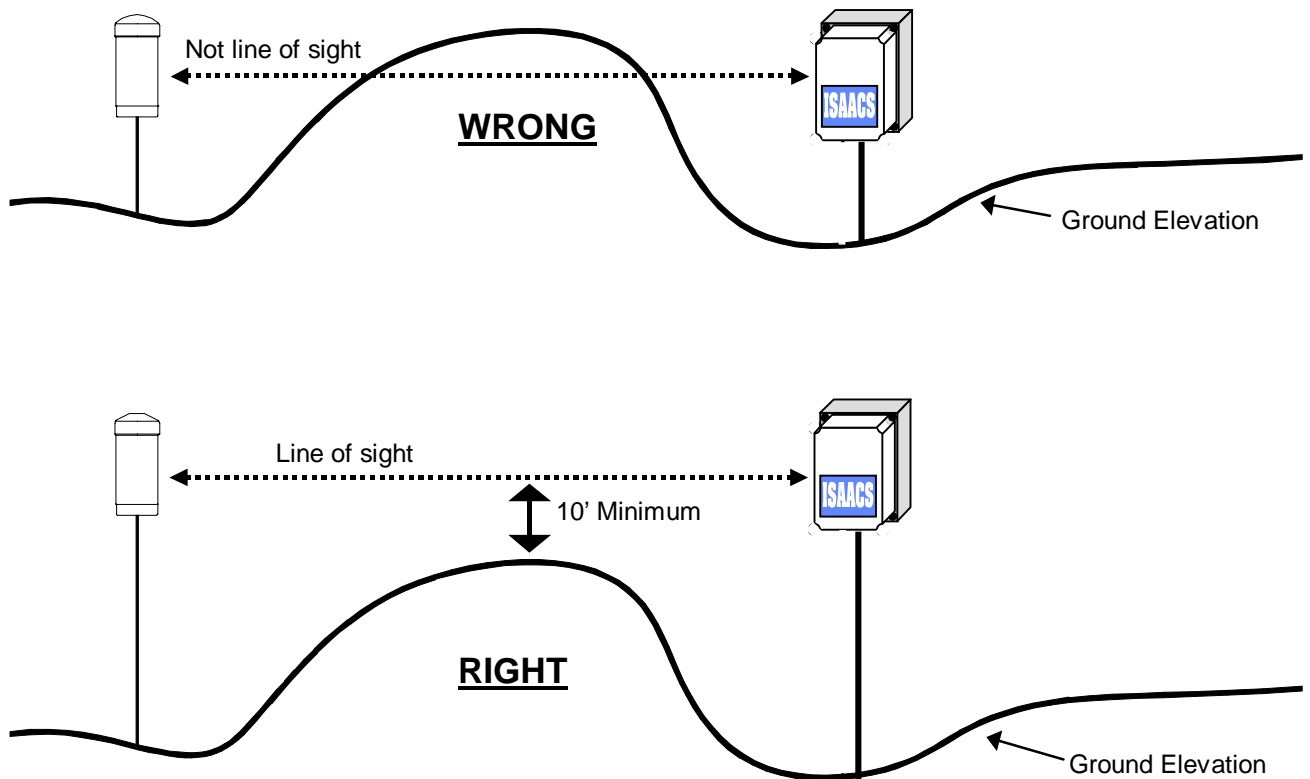 Not line of sight
ISAACS
WRONG
Ground Elevation
Line of sight
ISAACS
10’ Minimum
RIGHT
Ground Elevation